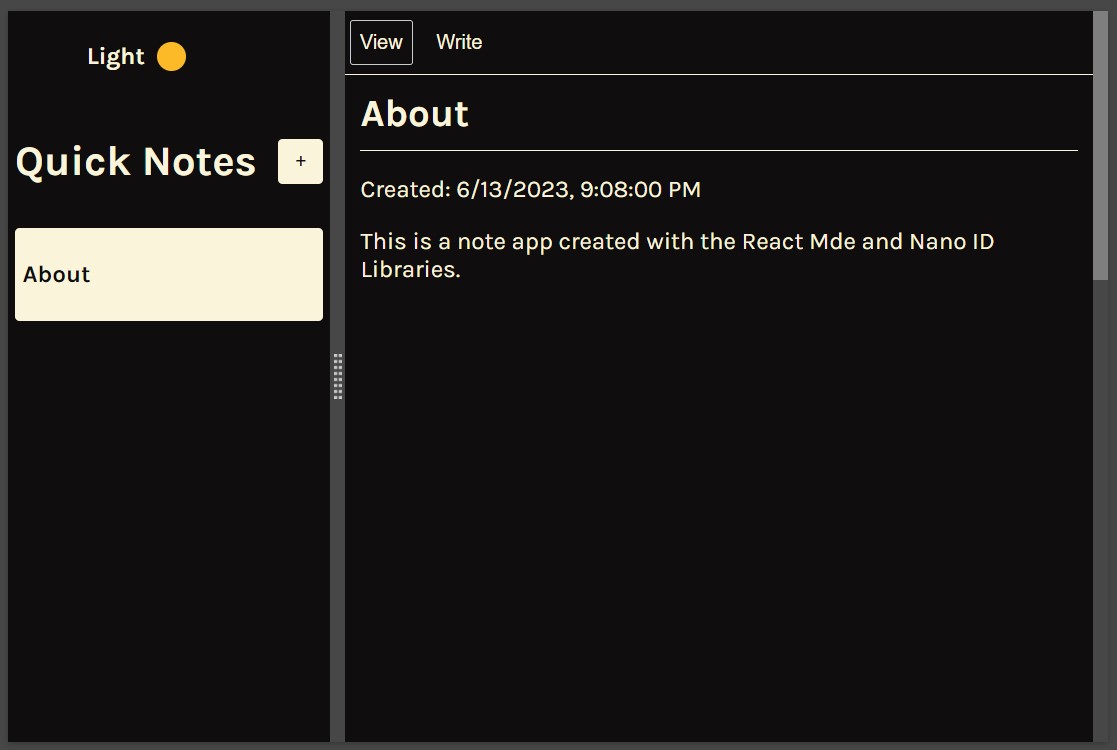 Light
Quick Notes +
About
View Write
About
Created: 6/13/2023, 9:08:00 PM
This is a note app created with the React Mde and Nano ID
Libraries.